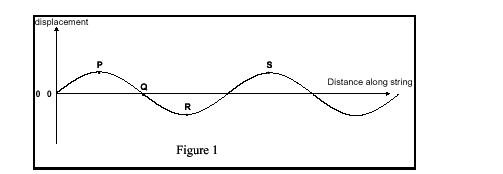 displacement
P
S
Distance along string
Q
0 0
R
Figure 1